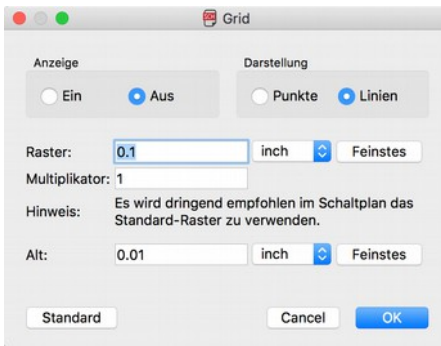 Grid
Anzeige
Darstellung
Ein
Aus
Punkte
Linien
Raster:
0.1
inch
Feinstes
Multiplikator:
1
Hinweis:
Es wird dringend empfohlen im Schaltplan das
Standard-Raster zu verwenden.
Alt:
0.01
inch
Feinstes
Standard
Cancel
OK